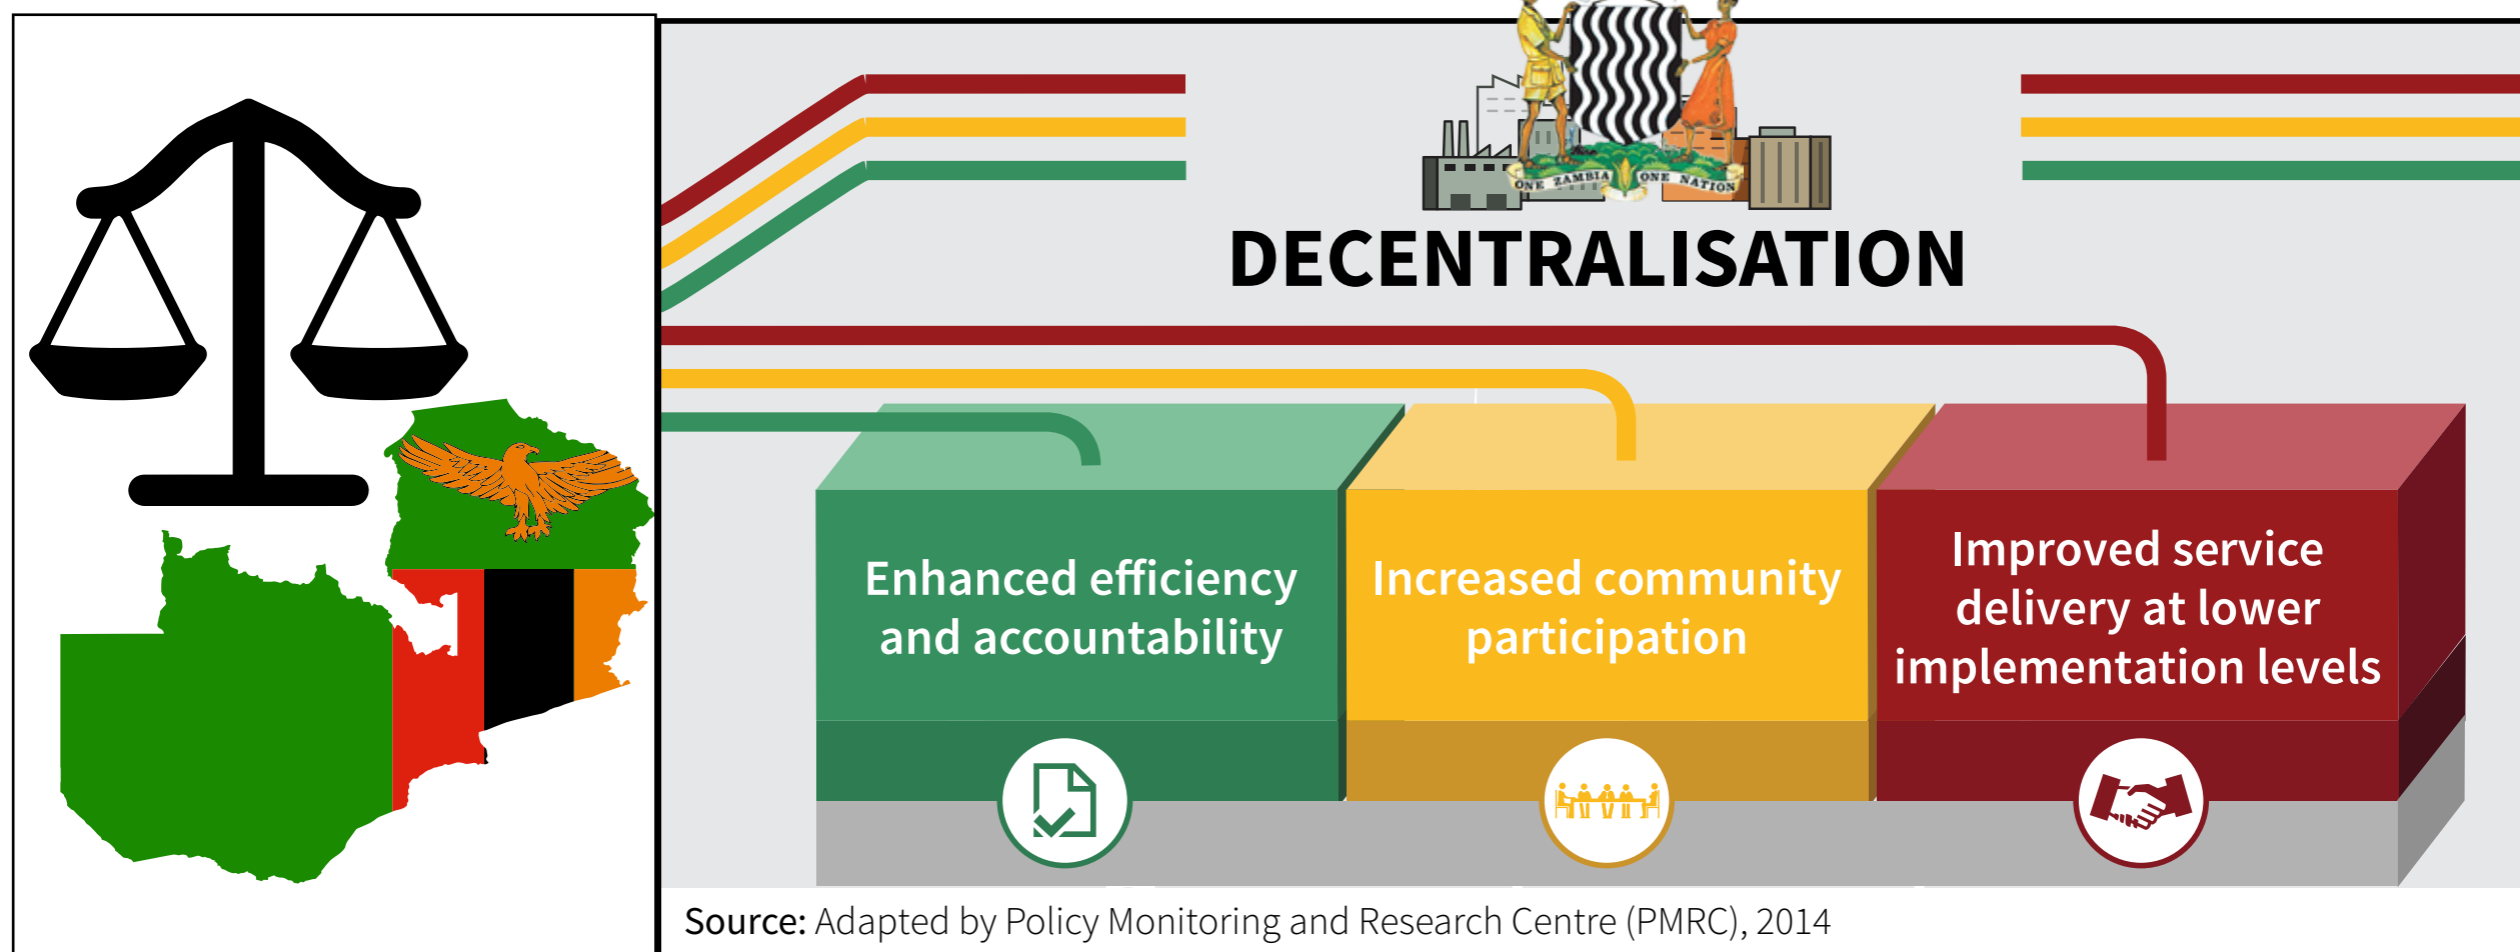 ONE ZAMBIA ONE NATION
DECENTRALISATION
Enhanced efficiency
and accountability
Increased community
participation
Improved service
delivery at lower
implementation levels
Source: Adapted by Policy Monitoring and Research Centre (PMRC), 2014